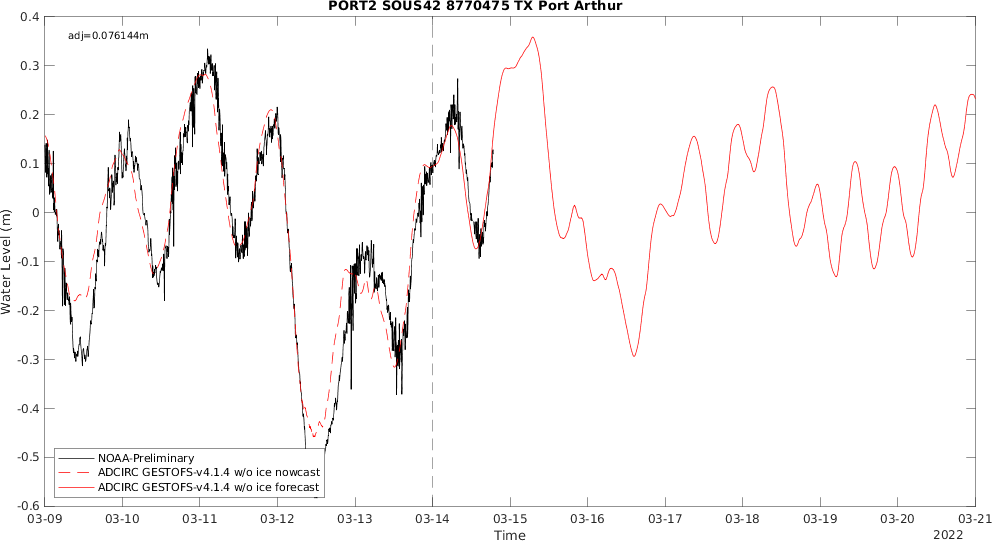 PORT2 SOUS42 8770475 TX Port Arthur
adj=0.076144m
0.4
0.3
0.2
0.1
0
-0.1
-0.2
-0.3
-0.4
-0.5
-0.6
Water Level (m)
NOAA-Preliminary
ADCIRC GESTOFS-v4.1.4 w/o ice nowcast
ADCIRC GESTOFS-v4.1.4 w/o ice forecast
03-09 03-10 03-11 03-12 03-13 03-14 03-15 03-16 03-17 03-18 03-19 03-20 03-21
Time
2022